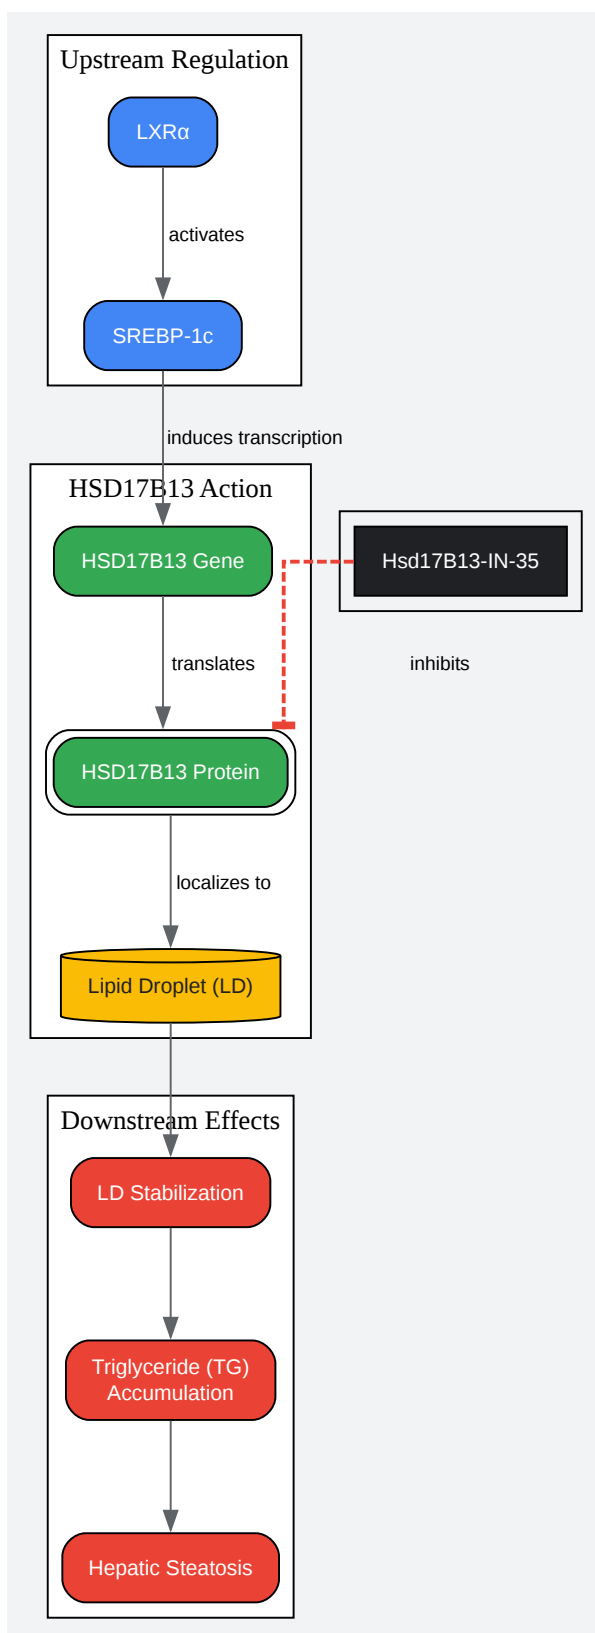 Upstream Regulation
LXRα
activates
SREBP-1c
induces transcription
HSD17B13 Action
HSD17B13 Gene
Hsd17B13-IN-35
translates
inhibits
HSD17B13 Protein
localizes to
Lipid Droplet (LD)
Downstream Effects
LD Stabilization
Triglyceride (TG)
Accumulation
Hepatic Steatosis